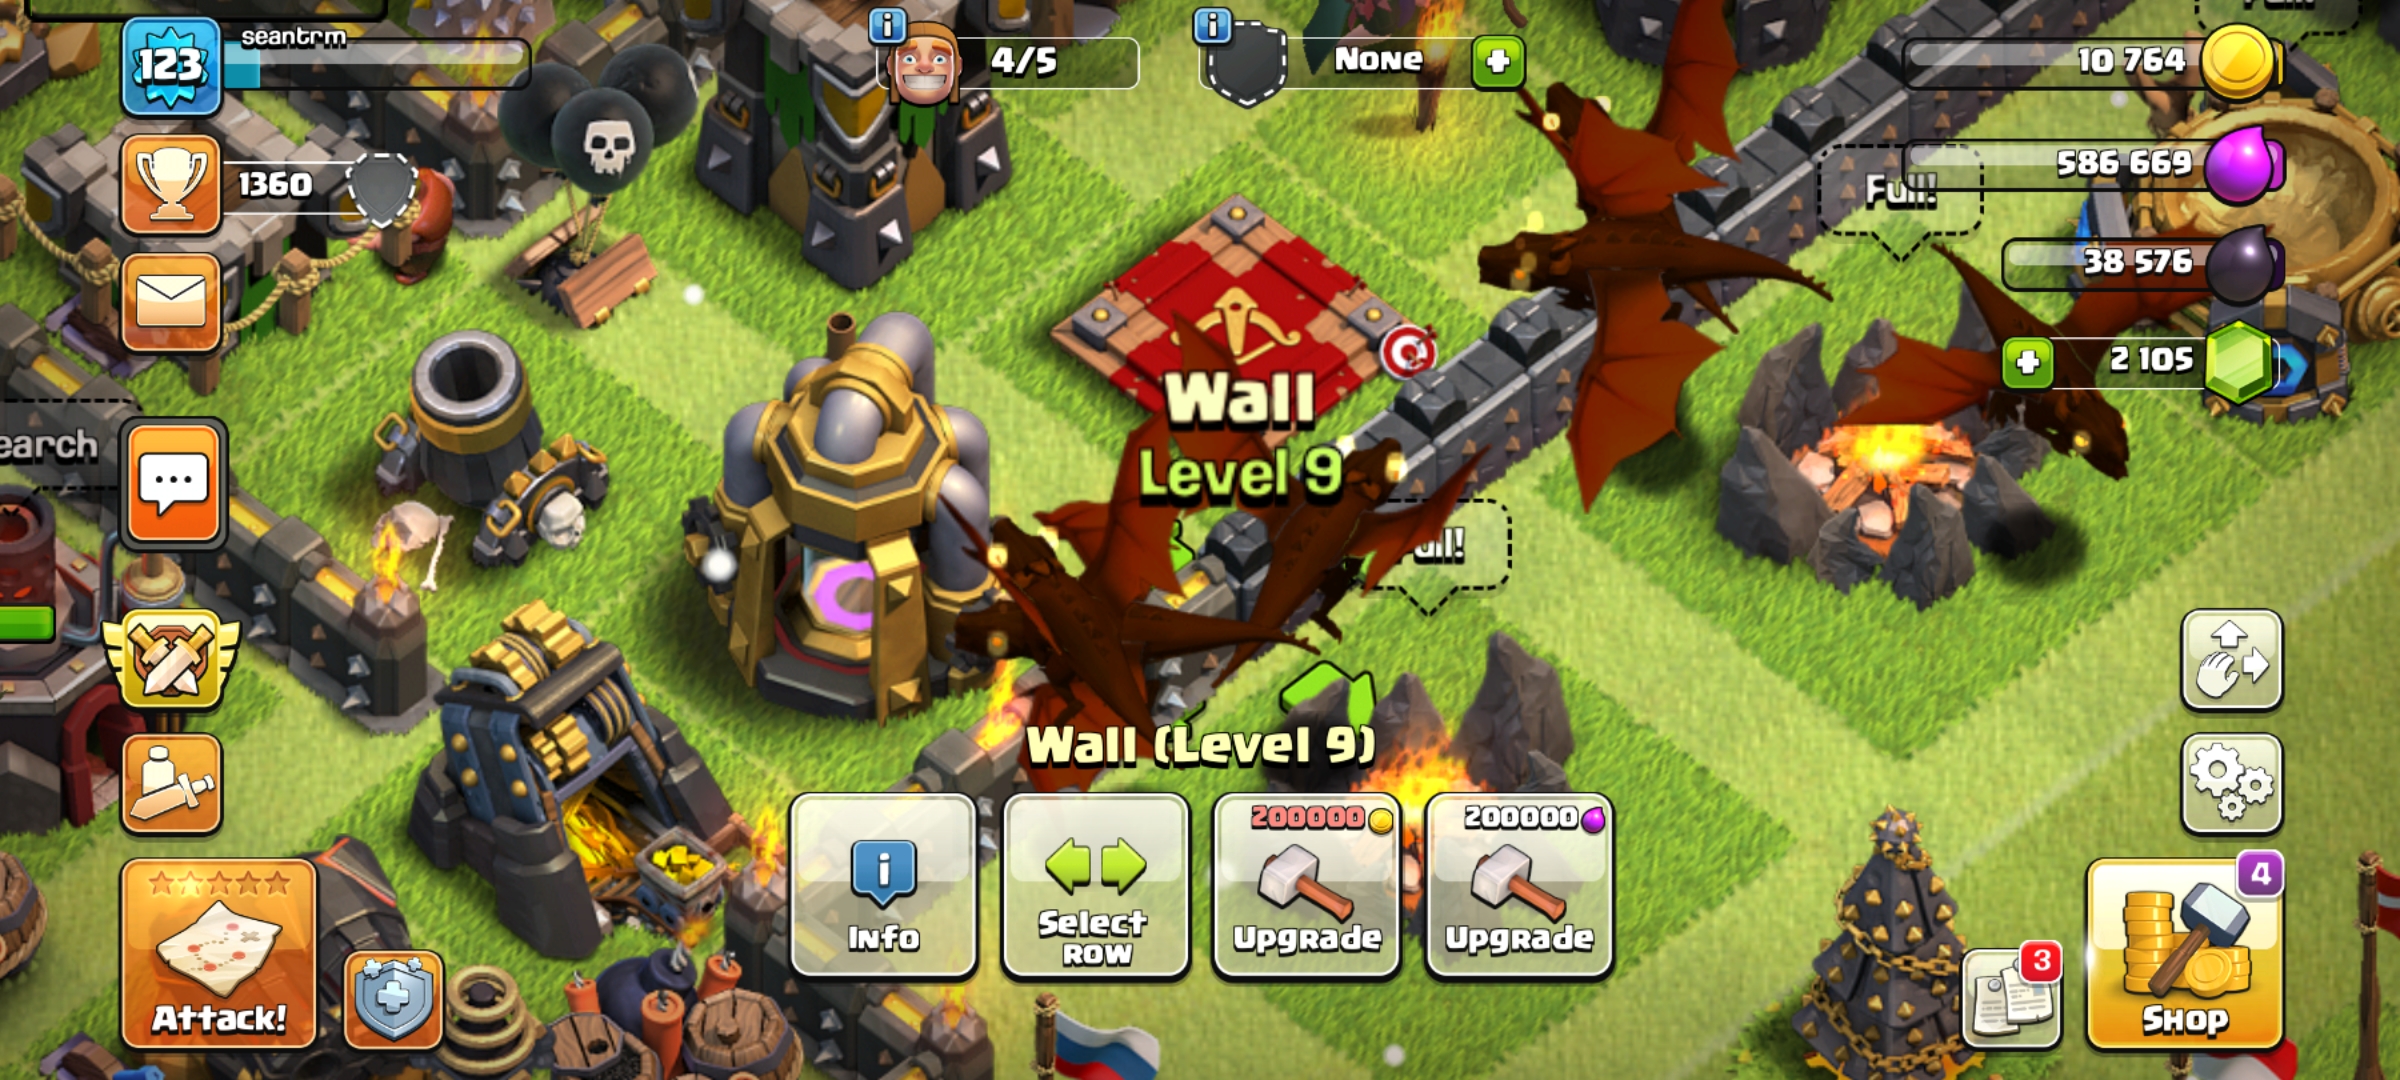 seantrm
123
4/5
None
10 764
1360
586 669
Full!
38 576
2 105
Wall
Level 9
earch
Wall (Level 9)
200000
200000
Info
Select
Row
Upgrade
Upgrade
4
3
Attack!
Shop